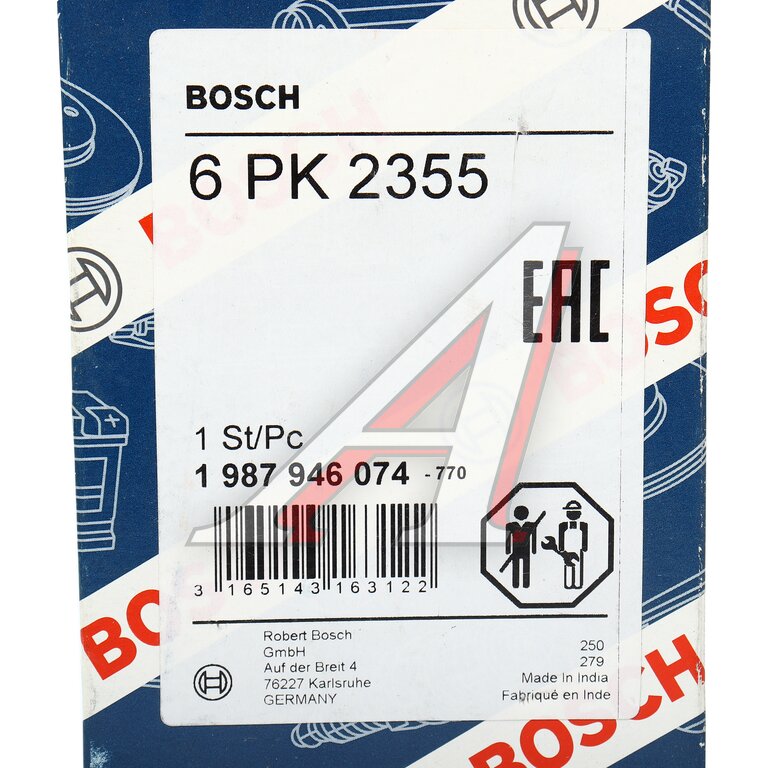 BOSCH
6 PK 2355
EAC
BOSCH
BOSCH
1 St/Pc
1 987 946 074 - 770
3 165143 163122
Robert Bosch
GmbH
Auf der Breit 4
76227 Karlsruhe
GERMANY
250
279
Made In India
Fabriqué en Inde
BO
BOSCH